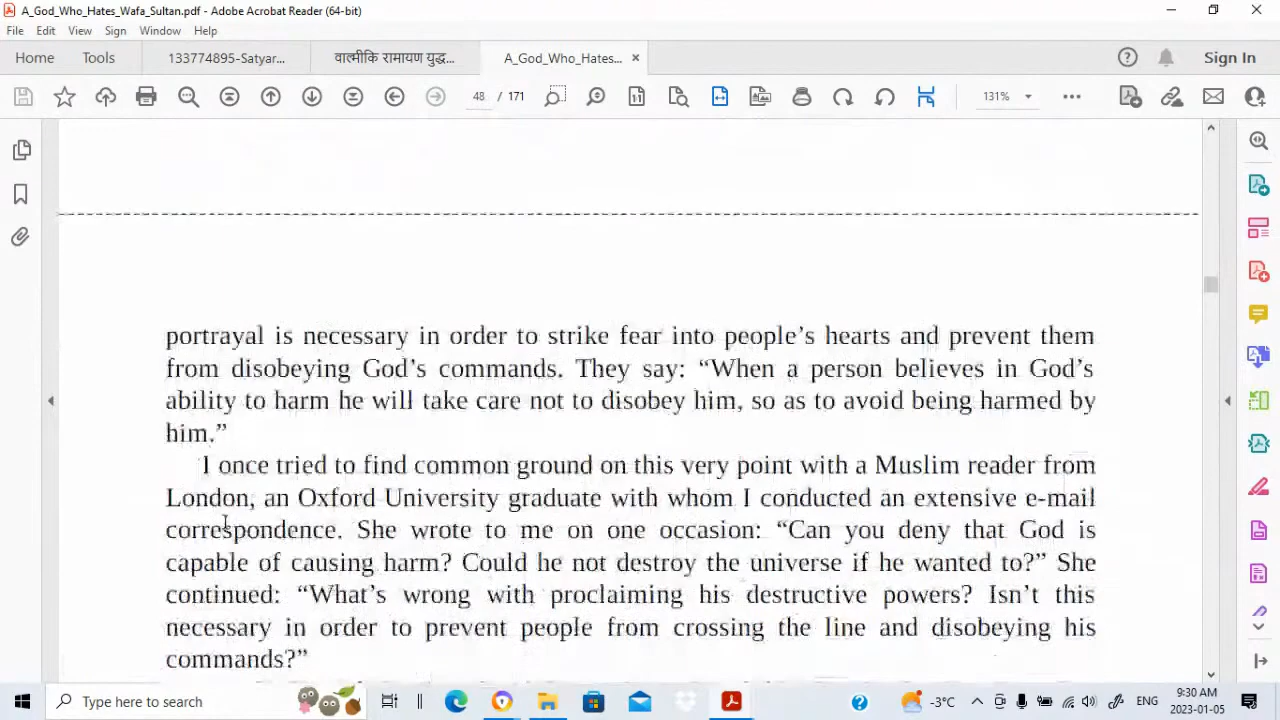 A_God_Who_Hates_Wafa_Sultan.pdf - Adobe Acrobat Reader (64-bit)
File Edit View Sign Window Help
Home Tools 133774895-Satyar... वाल्मीकि रामायण युद्ध... A_God_Who_Hates... × Sign In
48 / 171 131%
portrayal is necessary in order to strike fear into people’s hearts and prevent them
from disobeying God’s commands. They say: “When a person believes in God’s
ability to harm he will take care not to disobey him, so as to avoid being harmed by
him.”
I once tried to find common ground on this very point with a Muslim reader from
London, an Oxford University graduate with whom I conducted an extensive e-mail
correspondence. She wrote to me on one occasion: “Can you deny that God is
capable of causing harm? Could he not destroy the universe if he wanted to?” She
continued: “What’s wrong with proclaiming his destructive powers? Isn’t this
necessary in order to prevent people from crossing the line and disobeying his
commands?”
Type here to search -3°C ENG 9:30 AM
2023-01-05